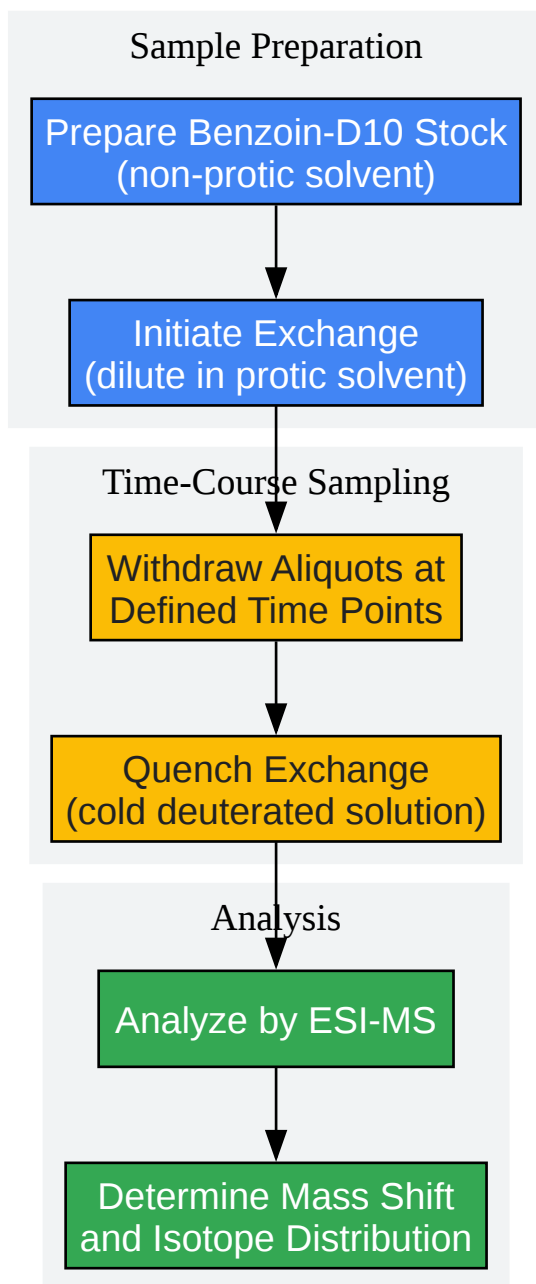 Sample Preparation
Prepare Benzoin-D10 Stock
(non-protic solvent)
Initiate Exchange
(dilute in protic solvent)
Time-Course Sampling
Withdraw Aliquots at
Defined Time Points
Quench Exchange
(cold deuterated solution)
Analysis
Analyze by ESI-MS
Determine Mass Shift
and Isotope Distribution